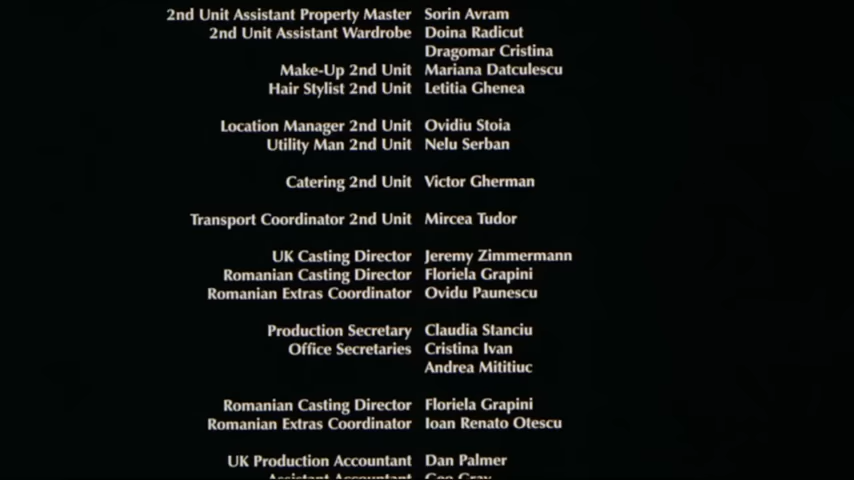 2nd Unit Assistant Property Master Sorin Avram
2nd Unit Assistant Wardrobe Doina Radicut
Dragomar Cristina
Make-Up 2nd Unit Mariana Datculescu
Hair Stylist 2nd Unit Letitia Ghenea
Location Manager 2nd Unit Ovidiu Stoia
Utility Man 2nd Unit Nelu Serban
Catering 2nd Unit Victor Gherman
Transport Coordinator 2nd Unit Mircea Tudor
UK Casting Director Jeremy Zimmermann
Romanian Casting Director Floriela Grapini
Romanian Extras Coordinator Ovidu Paunescu
Production Secretary Claudia Stanciu
Office Secretaries Cristina Ivan
Andrea Mititiuc
Romanian Casting Director Floriela Grapini
Romanian Extras Coordinator Ioan Renato Otescu
UK Production Accountant Dan Palmer
Assistant Accountant